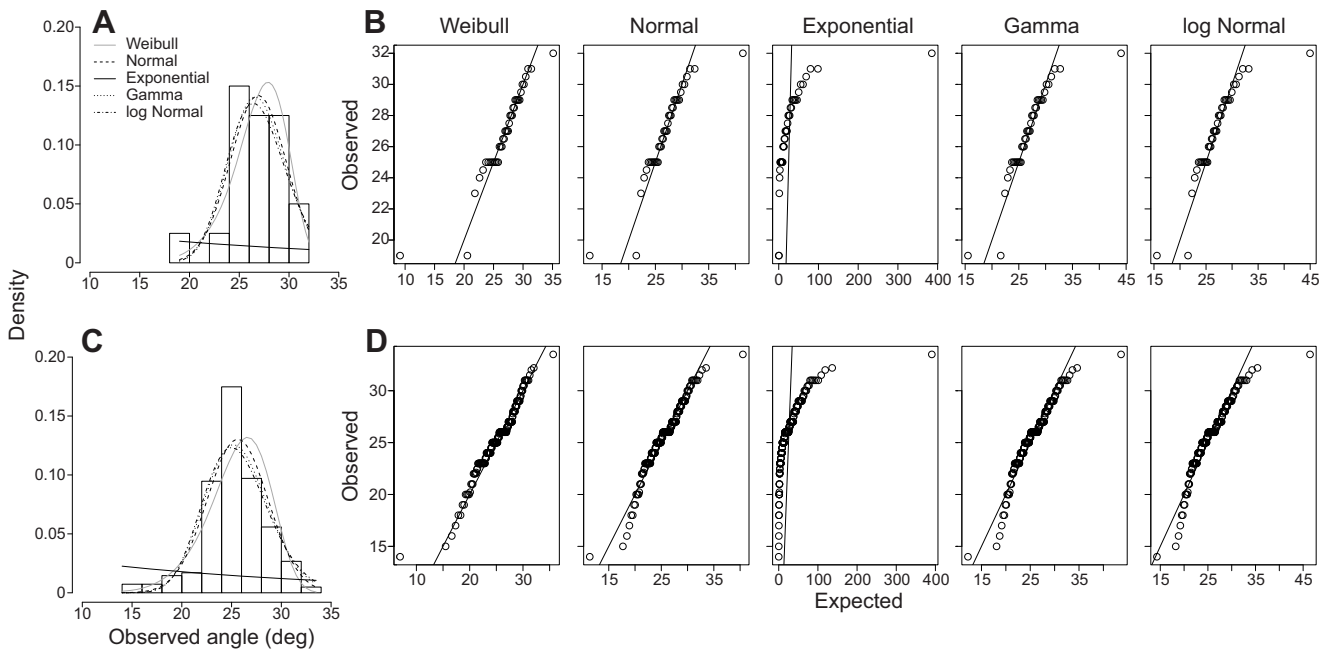 A
0.20
0.15
0.10
0.05
0
Weibull
Normal
Exponential
Gamma
log Normal
10 15 20 25 30 35
B
Weibull Normal Exponential Gamma log Normal
Observed
32
30
28
26
24
22
20
10 15 20 25 30 35
15 25 35
0 100 200 300 400
15 25 35 45
15 25 35 45
Density
C
0.20
0.15
0.10
0.05
0
10 15 20 25 30 35
Observed angle (deg)
D
Observed
30
25
20
15
10 20 30
15 25 35
0 100 200 300 400
15 25 35
15 25 35 45
Expected